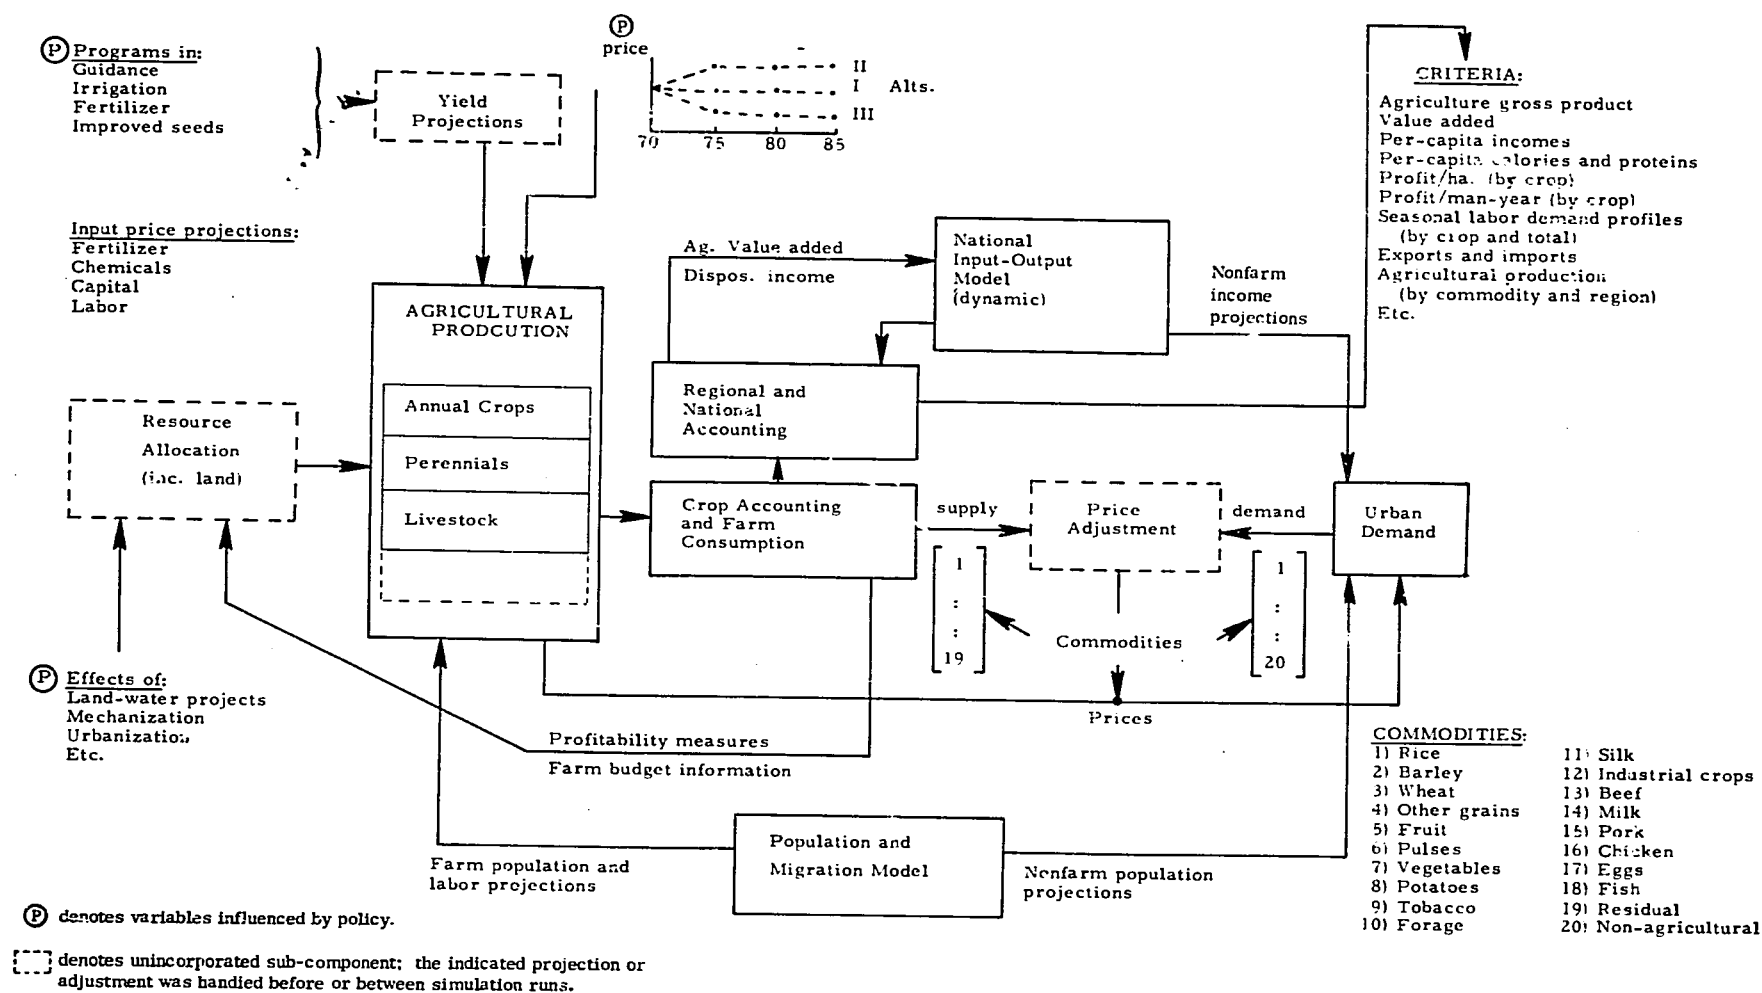 Ⓟ Programs in:
Guidance
Irrigation
Fertilizer
Improved seeds
Yield
Projections
Ⓟ
price
II
I Alts.
III
70 75 80 85
Input price projections:
Fertilizer
Chemicals
Capital
Labor
CRITERIA:
Agriculture gross product
Value added
Per-capita incomes
Per-capita calories and proteins
Profit/ha. (by crop)
Profit/man-year (by crop)
Seasonal labor demand profiles
(by crop and total)
Exports and imports
Agricultural production
(by commodity and region)
Etc.
AGRICULTURAL
PRODCUTION
Annual Crops
Perennials
Livestock
Resource
Allocation
(inc. land)
Ag. Value added
Dispos. income
National
Input-Output
Model
(dynamic)
Nonfarm
income
projections
Regional and
National
Accounting
Crop Accounting
and Farm
Consumption
supply
Price
Adjustment
demand
Urban
Demand
1
:
:
19
Commodities
1
:
:
20
Prices
Ⓟ Effects of:
Land-water projects
Mechanization
Urbanization
Etc.
Profitability measures
Farm budget information
Population and
Migration Model
Farm population and
labor projections
Nonfarm population
projections
COMMODITIES:
1) Rice
2) Barley
3) Wheat
4) Other grains
5) Fruit
6) Pulses
7) Vegetables
8) Potatoes
9) Tobacco
10) Forage
11) Silk
12) Industrial crops
13) Beef
14) Milk
15) Pork
16) Chicken
17) Eggs
18) Fish
19) Residual
20) Non-agricultural
Ⓟ denotes variables influenced by policy.
denotes unincorporated sub-component; the indicated projection or
adjustment was handled before or between simulation runs.